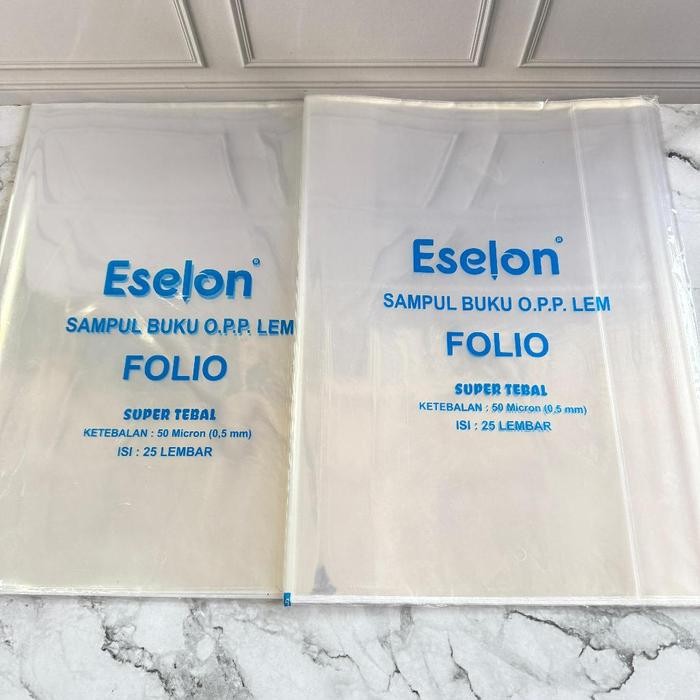 Eselon®
SAMPUL BUKU O.P.P. LEM
FOLIO
SUPER TEBAL
KETEBALAN : 50 Micron (0,5 mm)
ISI : 25 LEMBAR
Eselon®
SAMPUL BUKU O.P.P. LEM
FOLIO
SUPER TEBAL
KETEBALAN : 50 Micron (0,5 mm)
ISI : 25 LEMBAR